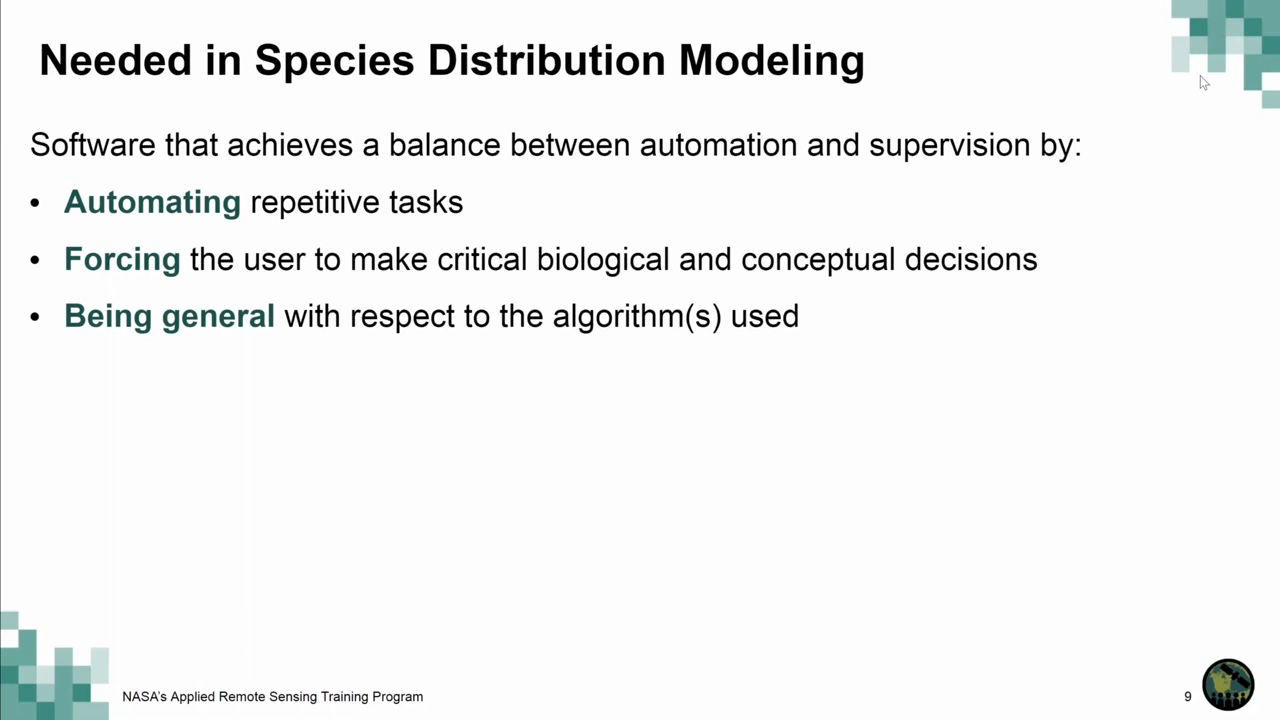 Needed in Species Distribution Modeling
Software that achieves a balance between automation and supervision by:
• Automating repetitive tasks
• Forcing the user to make critical biological and conceptual decisions
• Being general with respect to the algorithm(s) used
NASA's Applied Remote Sensing Training Program
9